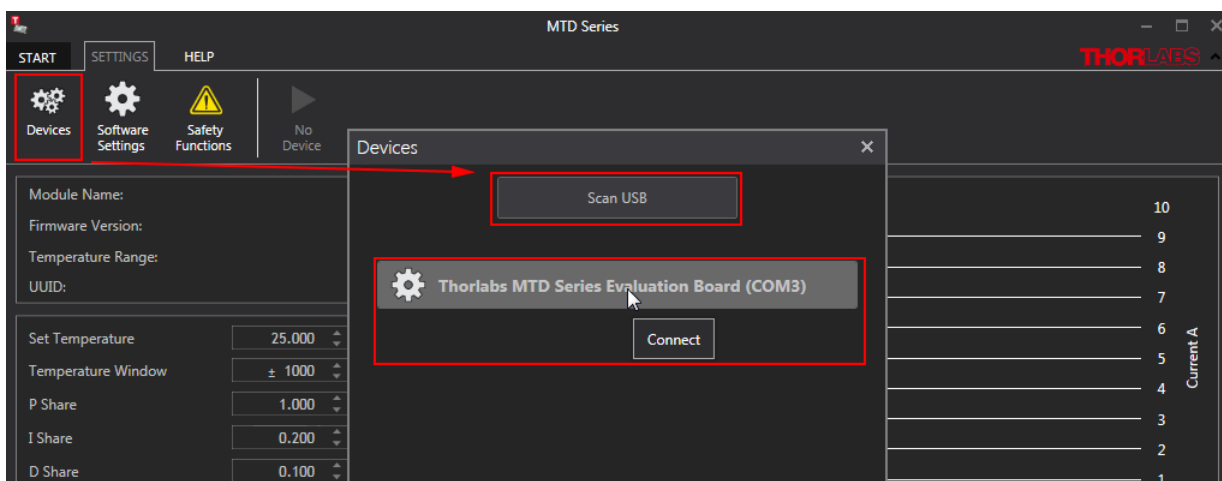 MTD Series
START SETTINGS HELP
THORLABS
Devices
Software Settings
Safety Functions
No Device
Devices
Scan USB
Thorlabs MTD Series Evaluation Board (COM3)
Connect
Module Name:
Firmware Version:
Temperature Range:
UUID:
Set Temperature 25.000
Temperature Window ± 1000
P Share 1.000
I Share 0.200
D Share 0.100
10
9
8
7
6
5
4
3
2
1
Current A